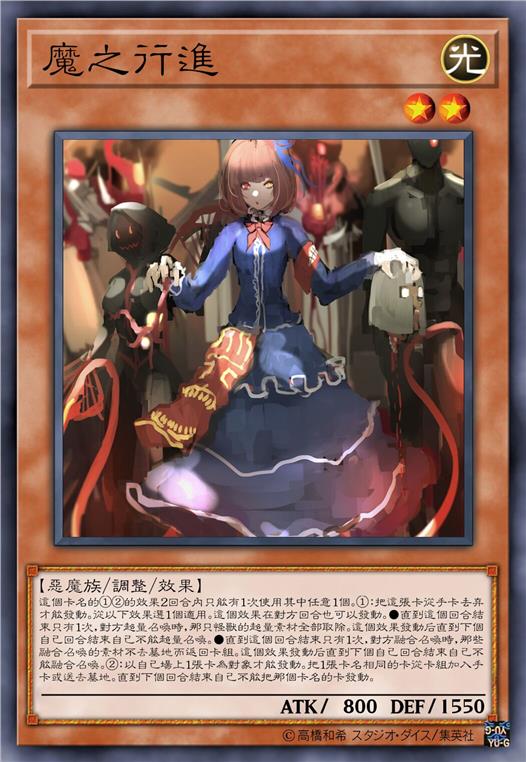 魔之行進
光
【惡魔族/調整/效果】
這個卡名的①②的效果2回合內只能有1次使用其中任意1個。①:把這張卡從手卡丟弃
才能發動。從以下效果選1個適用。這個效果在對方回合也可以發動。●直到這個回合結
束只有1次,對方超量召喚時,那只怪獸的超量素材全部取除。這個效果發動后直到下個
自己回合結束自己不能超量召喚。●直到這個回合結束只有1次,對方融合召喚時,那些
融合召喚的素材不去墓地而返回卡組。這個效果發動后直到下個自己回合結束自己不
能融合召喚。②:以自己場上1張卡為對象才能發動。把1張卡名相同的卡從卡組加入手
卡或送去墓地。直到下個回合結束自己不能把那個卡名的卡發動。
ATK/ 800 DEF/1550
©高橋和希 スタジオ・ダイス/集英社
YU-G
YU-G